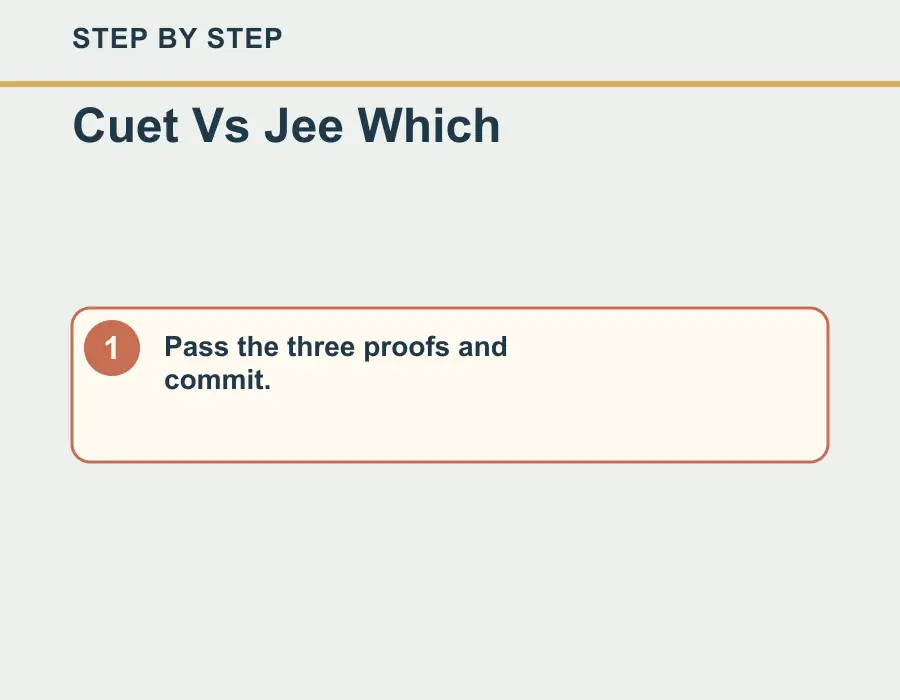 STEP BY STEP
Cuet Vs Jee Which
1
Pass the three proofs and
commit.